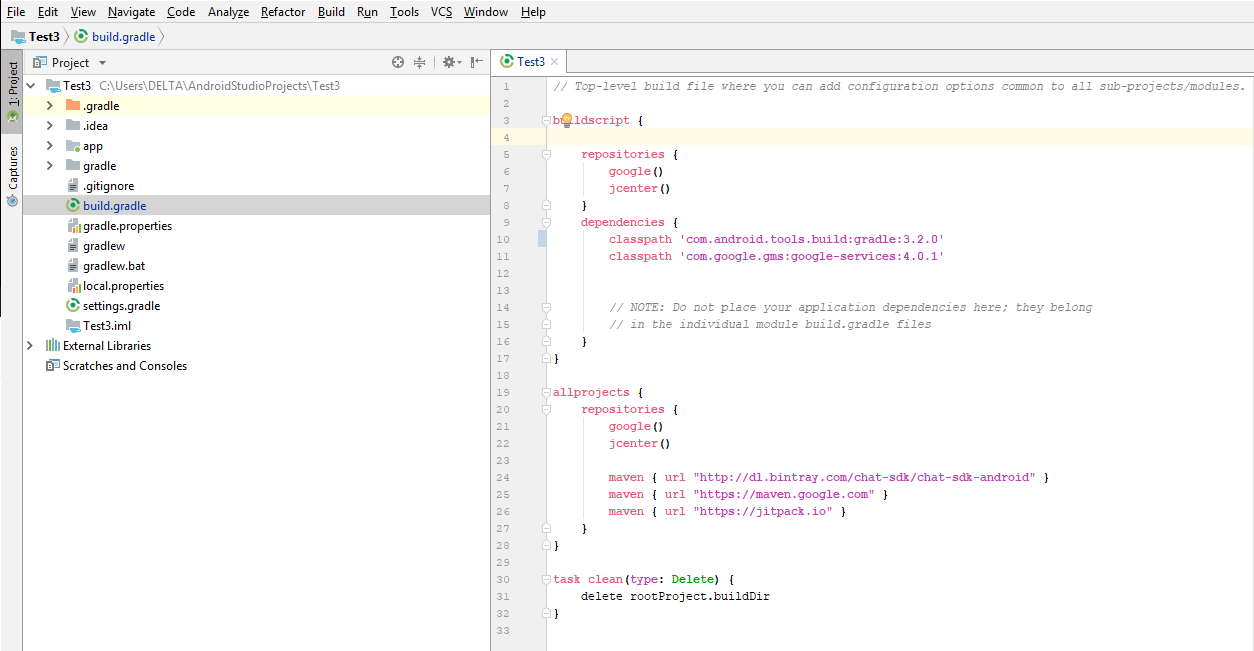 File Edit View Navigate Code Analyze Refactor Build Run Tools VCS Window Help
Test3 build.gradle
1: Project
Captures
Project
Test3 C:\Users\DELTA\AndroidStudioProjects\Test3
.gradle
.idea
app
gradle
.gitignore
build.gradle
gradle.properties
gradlew
gradlew.bat
local.properties
settings.gradle
Test3.iml
External Libraries
Scratches and Consoles
Test3
1 // Top-level build file where you can add configuration options common to all sub-projects/modules.
2
3 buildscript {
4
5 repositories {
6 google()
7 jcenter()
8 }
9 dependencies {
10 classpath 'com.android.tools.build:gradle:3.2.0'
11 classpath 'com.google.gms:google-services:4.0.1'
12
13
14 // NOTE: Do not place your application dependencies here; they belong
15 // in the individual module build.gradle files
16 }
17 }
18
19 allprojects {
20 repositories {
21 google()
22 jcenter()
23
24 maven { url "http://dl.bintray.com/chat-sdk/chat-sdk-android" }
25 maven { url "https://maven.google.com" }
26 maven { url "https://jitpack.io" }
27 }
28 }
29
30 task clean(type: Delete) {
31 delete rootProject.buildDir
32 }
33